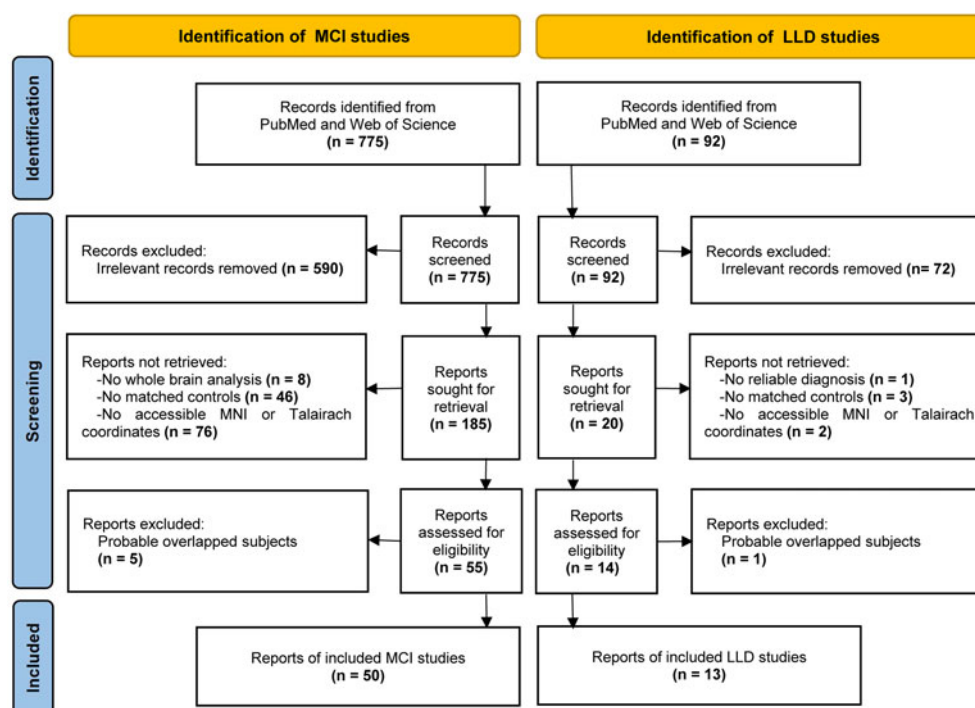 Identification of MCI studies
Identification of LLD studies
Identification
Records identified from
PubMed and Web of Science
(n = 775)
Records identified from
PubMed and Web of Science
(n = 92)
Screening
Records excluded:
Irrelevant records removed (n = 590)
Records
screened
(n = 775)
Records
screened
(n = 92)
Records excluded:
Irrelevant records removed (n= 72)
Reports not retrieved:
-No whole brain analysis (n = 8)
-No matched controls (n = 46)
-No accessible MNI or Talairach
coordinates (n = 76)
Reports
sought for
retrieval
(n = 185)
Reports
sought for
retrieval
(n = 20)
Reports not retrieved:
-No reliable diagnosis (n = 1)
-No matched controls (n = 3)
-No accessible MNI or Talairach
coordinates (n = 2)
Reports excluded:
Probable overlapped subjects
(n = 5)
Reports
assessed for
eligibility
(n = 55)
Reports
assessed for
eligibility
(n = 14)
Reports excluded:
Probable overlapped subjects
(n = 1)
Included
Reports of included MCI studies
(n = 50)
Reports of included LLD studies
(n = 13)